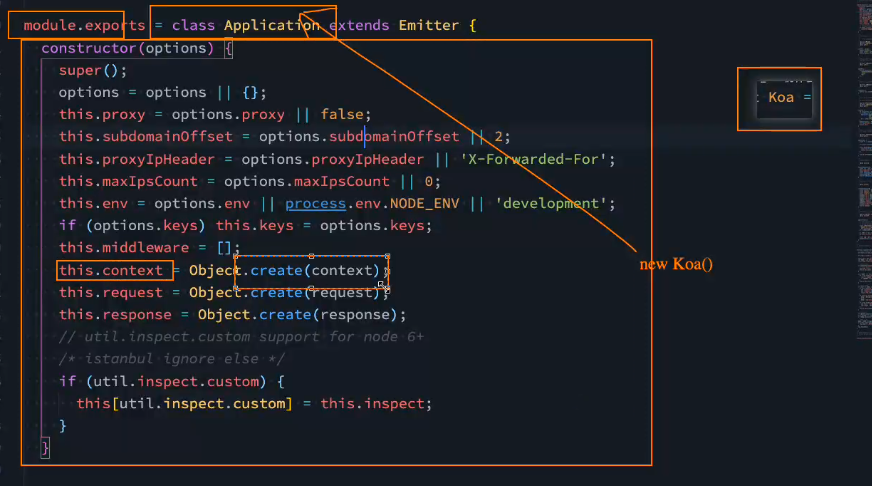 module.exports = class Application extends Emitter {
constructor(options) {
super();
options = options || {};
this.proxy = options.proxy || false;
this.subdomainOffset = options.subdomainOffset || 2;
this.proxyIpHeader = options.proxyIpHeader || 'X-Forwarded-For';
this.maxIpsCount = options.maxIpsCount || 0;
this.env = options.env || process.env.NODE_ENV || 'development';
if (options.keys) this.keys = options.keys;
this.middleware = [];
this.context = Object.create(context);
this.request = Object.create(request);
this.response = Object.create(response);
// util.inspect.custom support for node 6+
/* istanbul ignore else */
if (util.inspect.custom) {
this[util.inspect.custom] = this.inspect;
}
}
Koa =
new Koa()